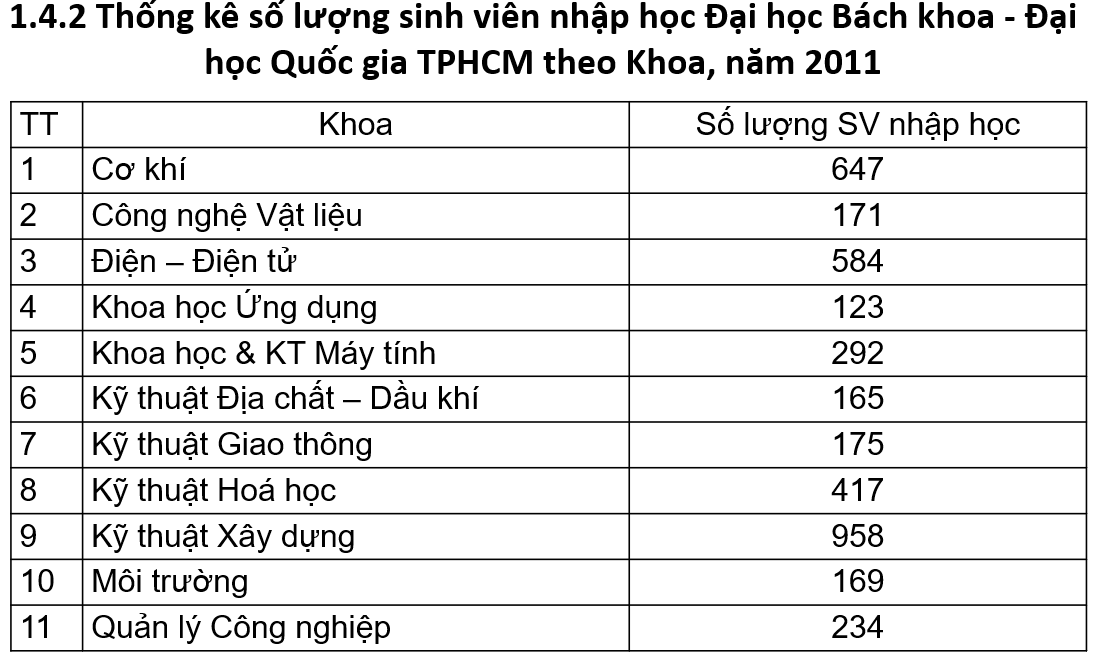 1.4.2 Thống kê số lượng sinh viên nhập học Đại học Bách khoa - Đại
học Quốc gia TPHCM theo Khoa, năm 2011
TT Khoa Số lượng SV nhập học
1 Cơ khí 647
2 Công nghệ Vật liệu 171
3 Điện – Điện tử 584
4 Khoa học Ứng dụng 123
5 Khoa học & KT Máy tính 292
6 Kỹ thuật Địa chất – Dầu khí 165
7 Kỹ thuật Giao thông 175
8 Kỹ thuật Hoá học 417
9 Kỹ thuật Xây dựng 958
10 Môi trường 169
11 Quản lý Công nghiệp 234